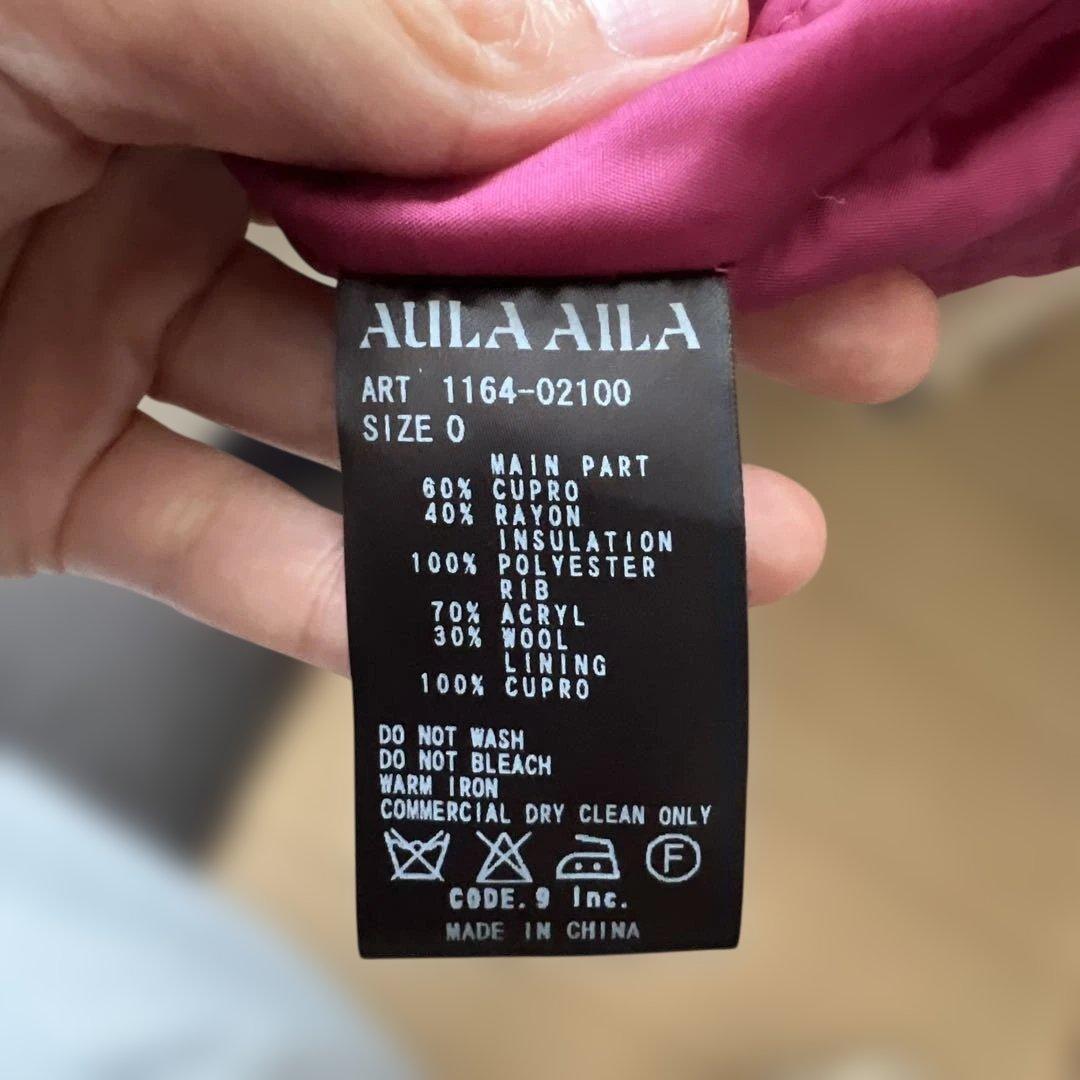 AULA AILA
ART 1164-02100
SIZE 0
MAIN PART
60% CUPRO
40% RAYON
INSULATION
100% POLYESTER
RIB
70% ACRYL
30% WOOL
LINING
100% CUPRO
DO NOT WASH
DO NOT BLEACH
WARM IRON
COMMERCIAL DRY CLEAN ONLY
F
CODE.9 Inc.
MADE IN CHINA